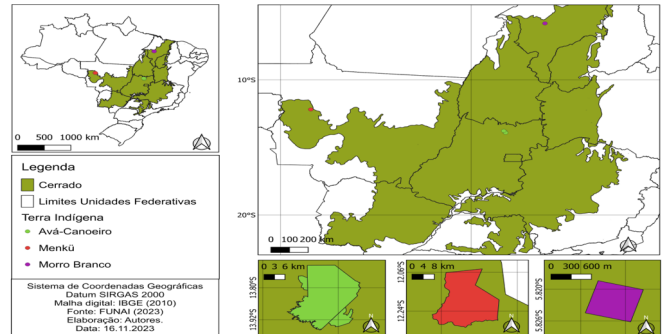 0 500 1000 km
Legenda
Cerrado
Limites Unidades Federativas
Terra Indígena
Avá-Canoeiro
Menkü
Morro Branco
Sistema de Coordenadas Geográficas
Datum SIRGAS 2000
Malha digital: IBGE (2010)
Fonte: FUNAI (2023)
Elaboração: Autores.
Data: 16.11.2023
10°S
20°S
0 100 200 km
0 3 6 km
13.80°S
13.92°S
0 4 8 km
12.06°S
12.24°S
0 300 600 m
5.820°S
5.826°S